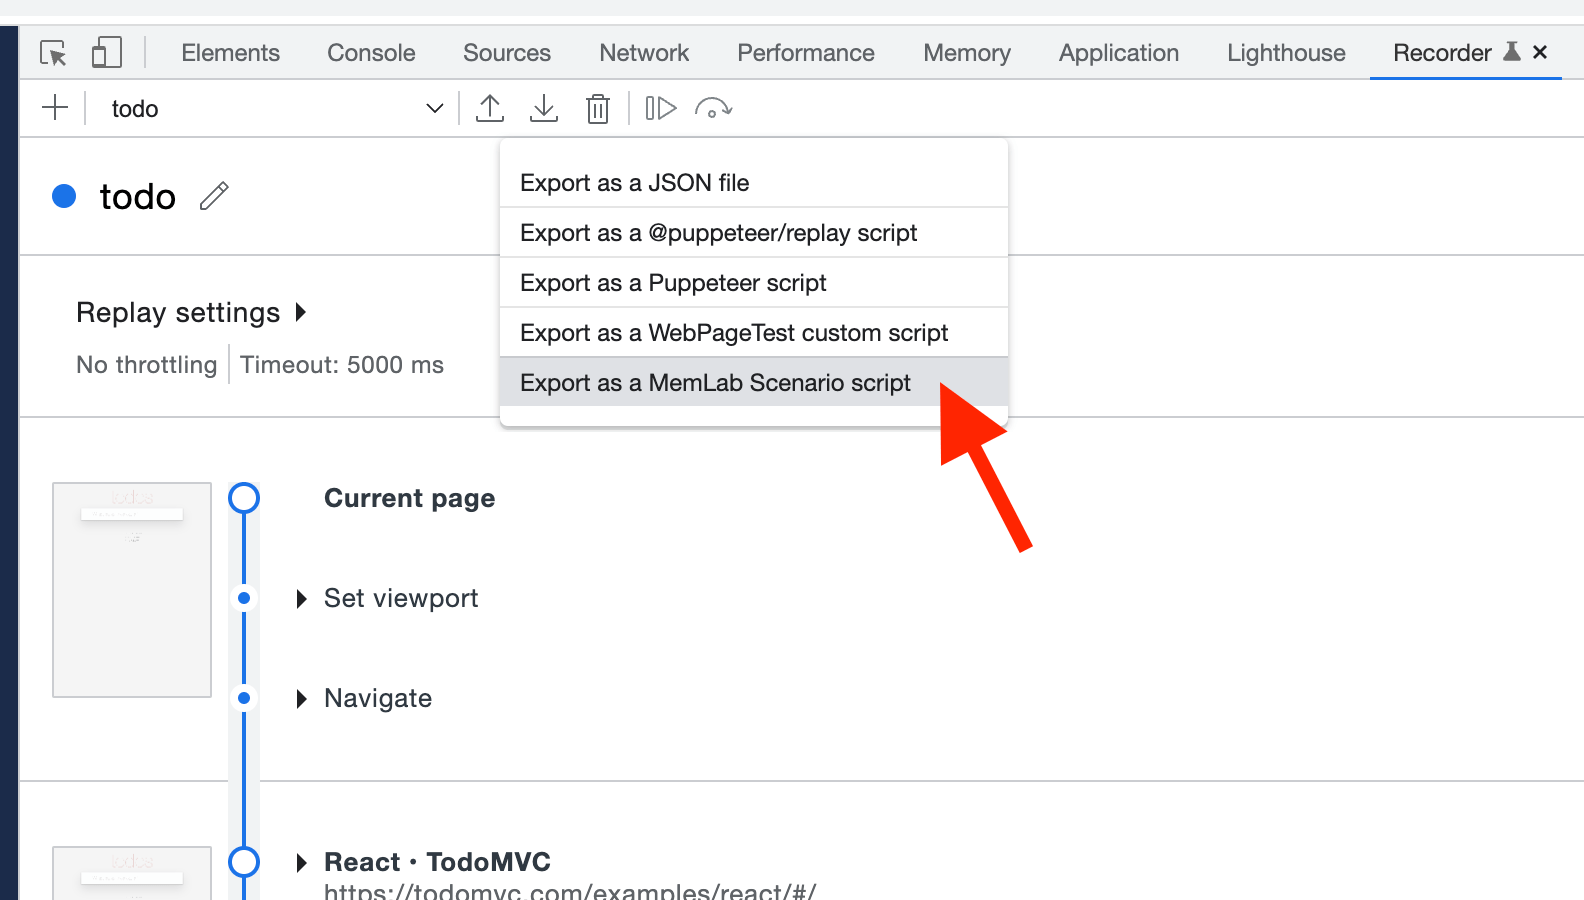 Elements Console Sources Network Performance Memory Application Lighthouse Recorder
todo
todo
Export as a JSON file
Export as a @puppeteer/replay script
Export as a Puppeteer script
Export as a WebPageTest custom script
Export as a MemLab Scenario script
Replay settings
No throttling Timeout: 5000 ms
todos
Current page
Set viewport
Navigate
todos
React • TodoMVC
https://todomvc.com/examples/react/#/